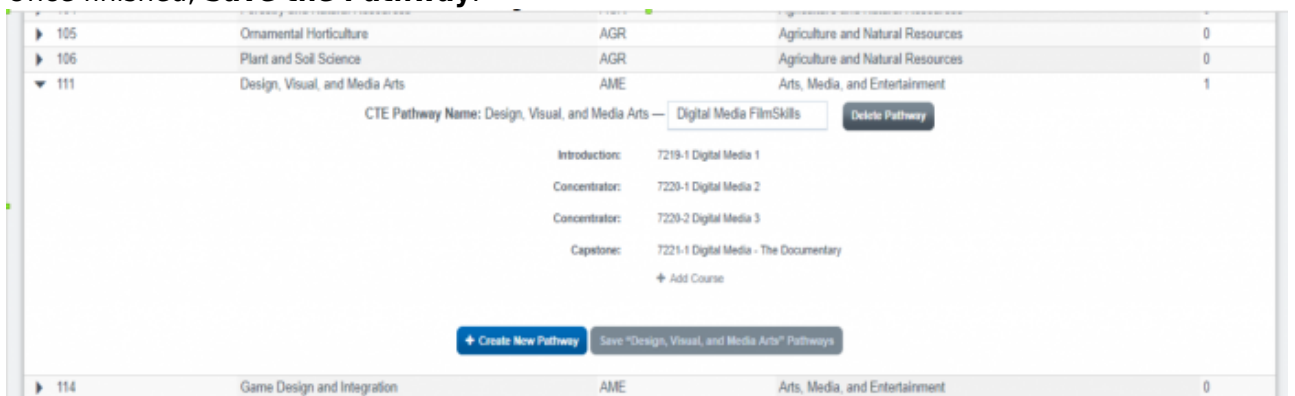 Once finished, Save the Pathway.
105 Ornamental Horticulture AGR Agriculture and Natural Resources 0
106 Plant and Soil Science AGR Agriculture and Natural Resources 0
111 Design, Visual, and Media Arts AME Arts, Media, and Entertainment 1
CTE Pathway Name: Design, Visual, and Media Arts — Digital Media FilmSkills Delete Pathway
Introduction: 7219-1 Digital Media 1
Concentrator: 7220-1 Digital Media 2
Concentrator: 7220-2 Digital Media 3
Capstone: 7221-1 Digital Media - The Documentary
+ Add Course
+ Create New Pathway Save "Design, Visual, and Media Arts" Pathways
114 Game Design and Integration AME Arts, Media, and Entertainment 0